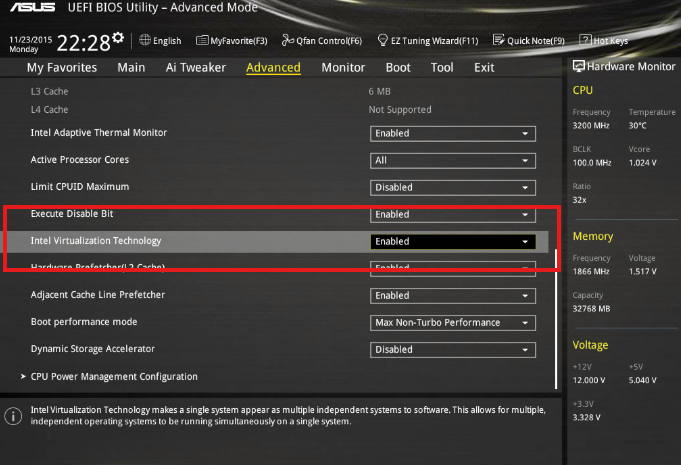 ASUS UEFI BIOS Utility – Advanced Mode
11/23/2015
Monday
22:28
English
MyFavorite(F3)
Qfan Control(F6)
EZ Tuning Wizard(F11)
Quick Note(F9)
? Hot Keys
My Favorites Main Ai Tweaker Advanced Monitor Boot Tool Exit
L3 Cache 6 MB
L4 Cache Not Supported
Intel Adaptive Thermal Monitor Enabled
Active Processor Cores All
Limit CPUID Maximum Disabled
Execute Disable Bit Enabled
Intel Virtualization Technology Enabled
Hardware Prefetcher(L2 Cache) Enabled
Adjacent Cache Line Prefetcher Enabled
Boot performance mode Max Non-Turbo Performance
Dynamic Storage Accelerator Disabled
> CPU Power Management Configuration
Intel Virtualization Technology makes a single system appear as multiple independent systems to software. This allows for multiple,
independent operating systems to be running simultaneously on a single system.
Hardware Monitor
CPU
Frequency Temperature
3200 MHz 30°C
BCLK Vcore
100.0 MHz 1.024 V
Ratio
32x
Memory
Frequency Voltage
1866 MHz 1.517 V
Capacity
32768 MB
Voltage
+12V +5V
12.000 V 5.040 V
+3.3V
3.328 V